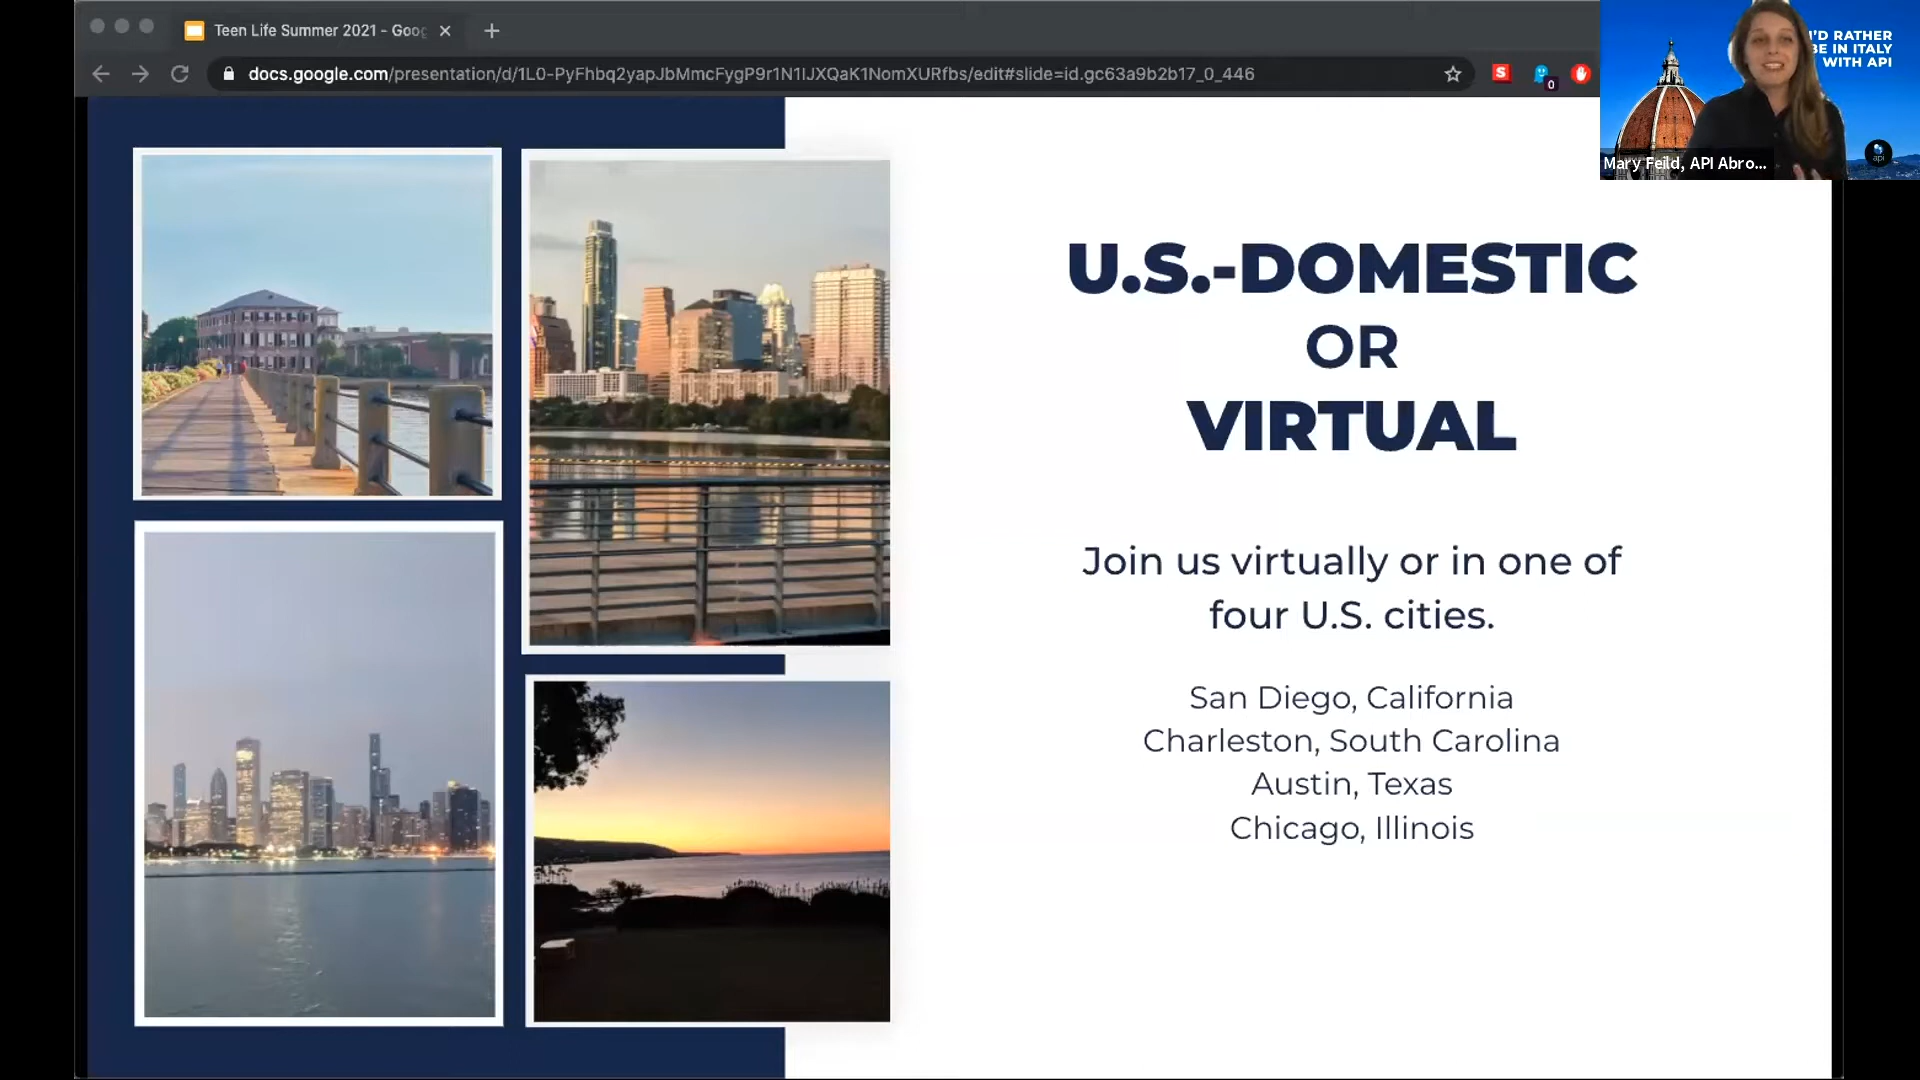 Teen Life Summer 2021 - Goog
docs.google.com/presentation/d/1L0-PyFhbq2yapJbMmcFygP9r1N1IJXQaK1NomXURfbs/edit#slide=id.gc63a9b2b17_0_446
S
0
I'D RATHER
BE IN ITALY
WITH API
api
Mary Feild, API Abro...
U.S.-DOMESTIC
OR
VIRTUAL
Join us virtually or in one of
four U.S. cities.
San Diego, California
Charleston, South Carolina
Austin, Texas
Chicago, Illinois